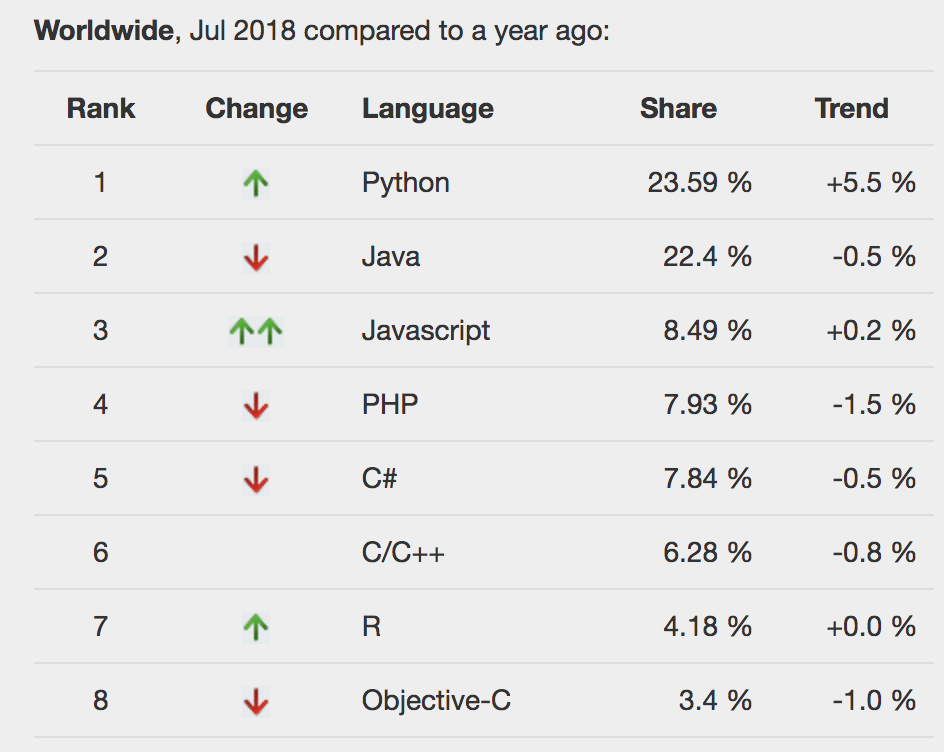 Worldwide, Jul 2018 compared to a year ago:
Rank Change Language Share Trend
1 Python 23.59 % +5.5 %
2 Java 22.4 % -0.5 %
3 Javascript 8.49 % +0.2 %
4 PHP 7.93 % -1.5 %
5 C# 7.84 % -0.5 %
6 C/C++ 6.28 % -0.8 %
7 R 4.18 % +0.0 %
8 Objective-C 3.4 % -1.0 %